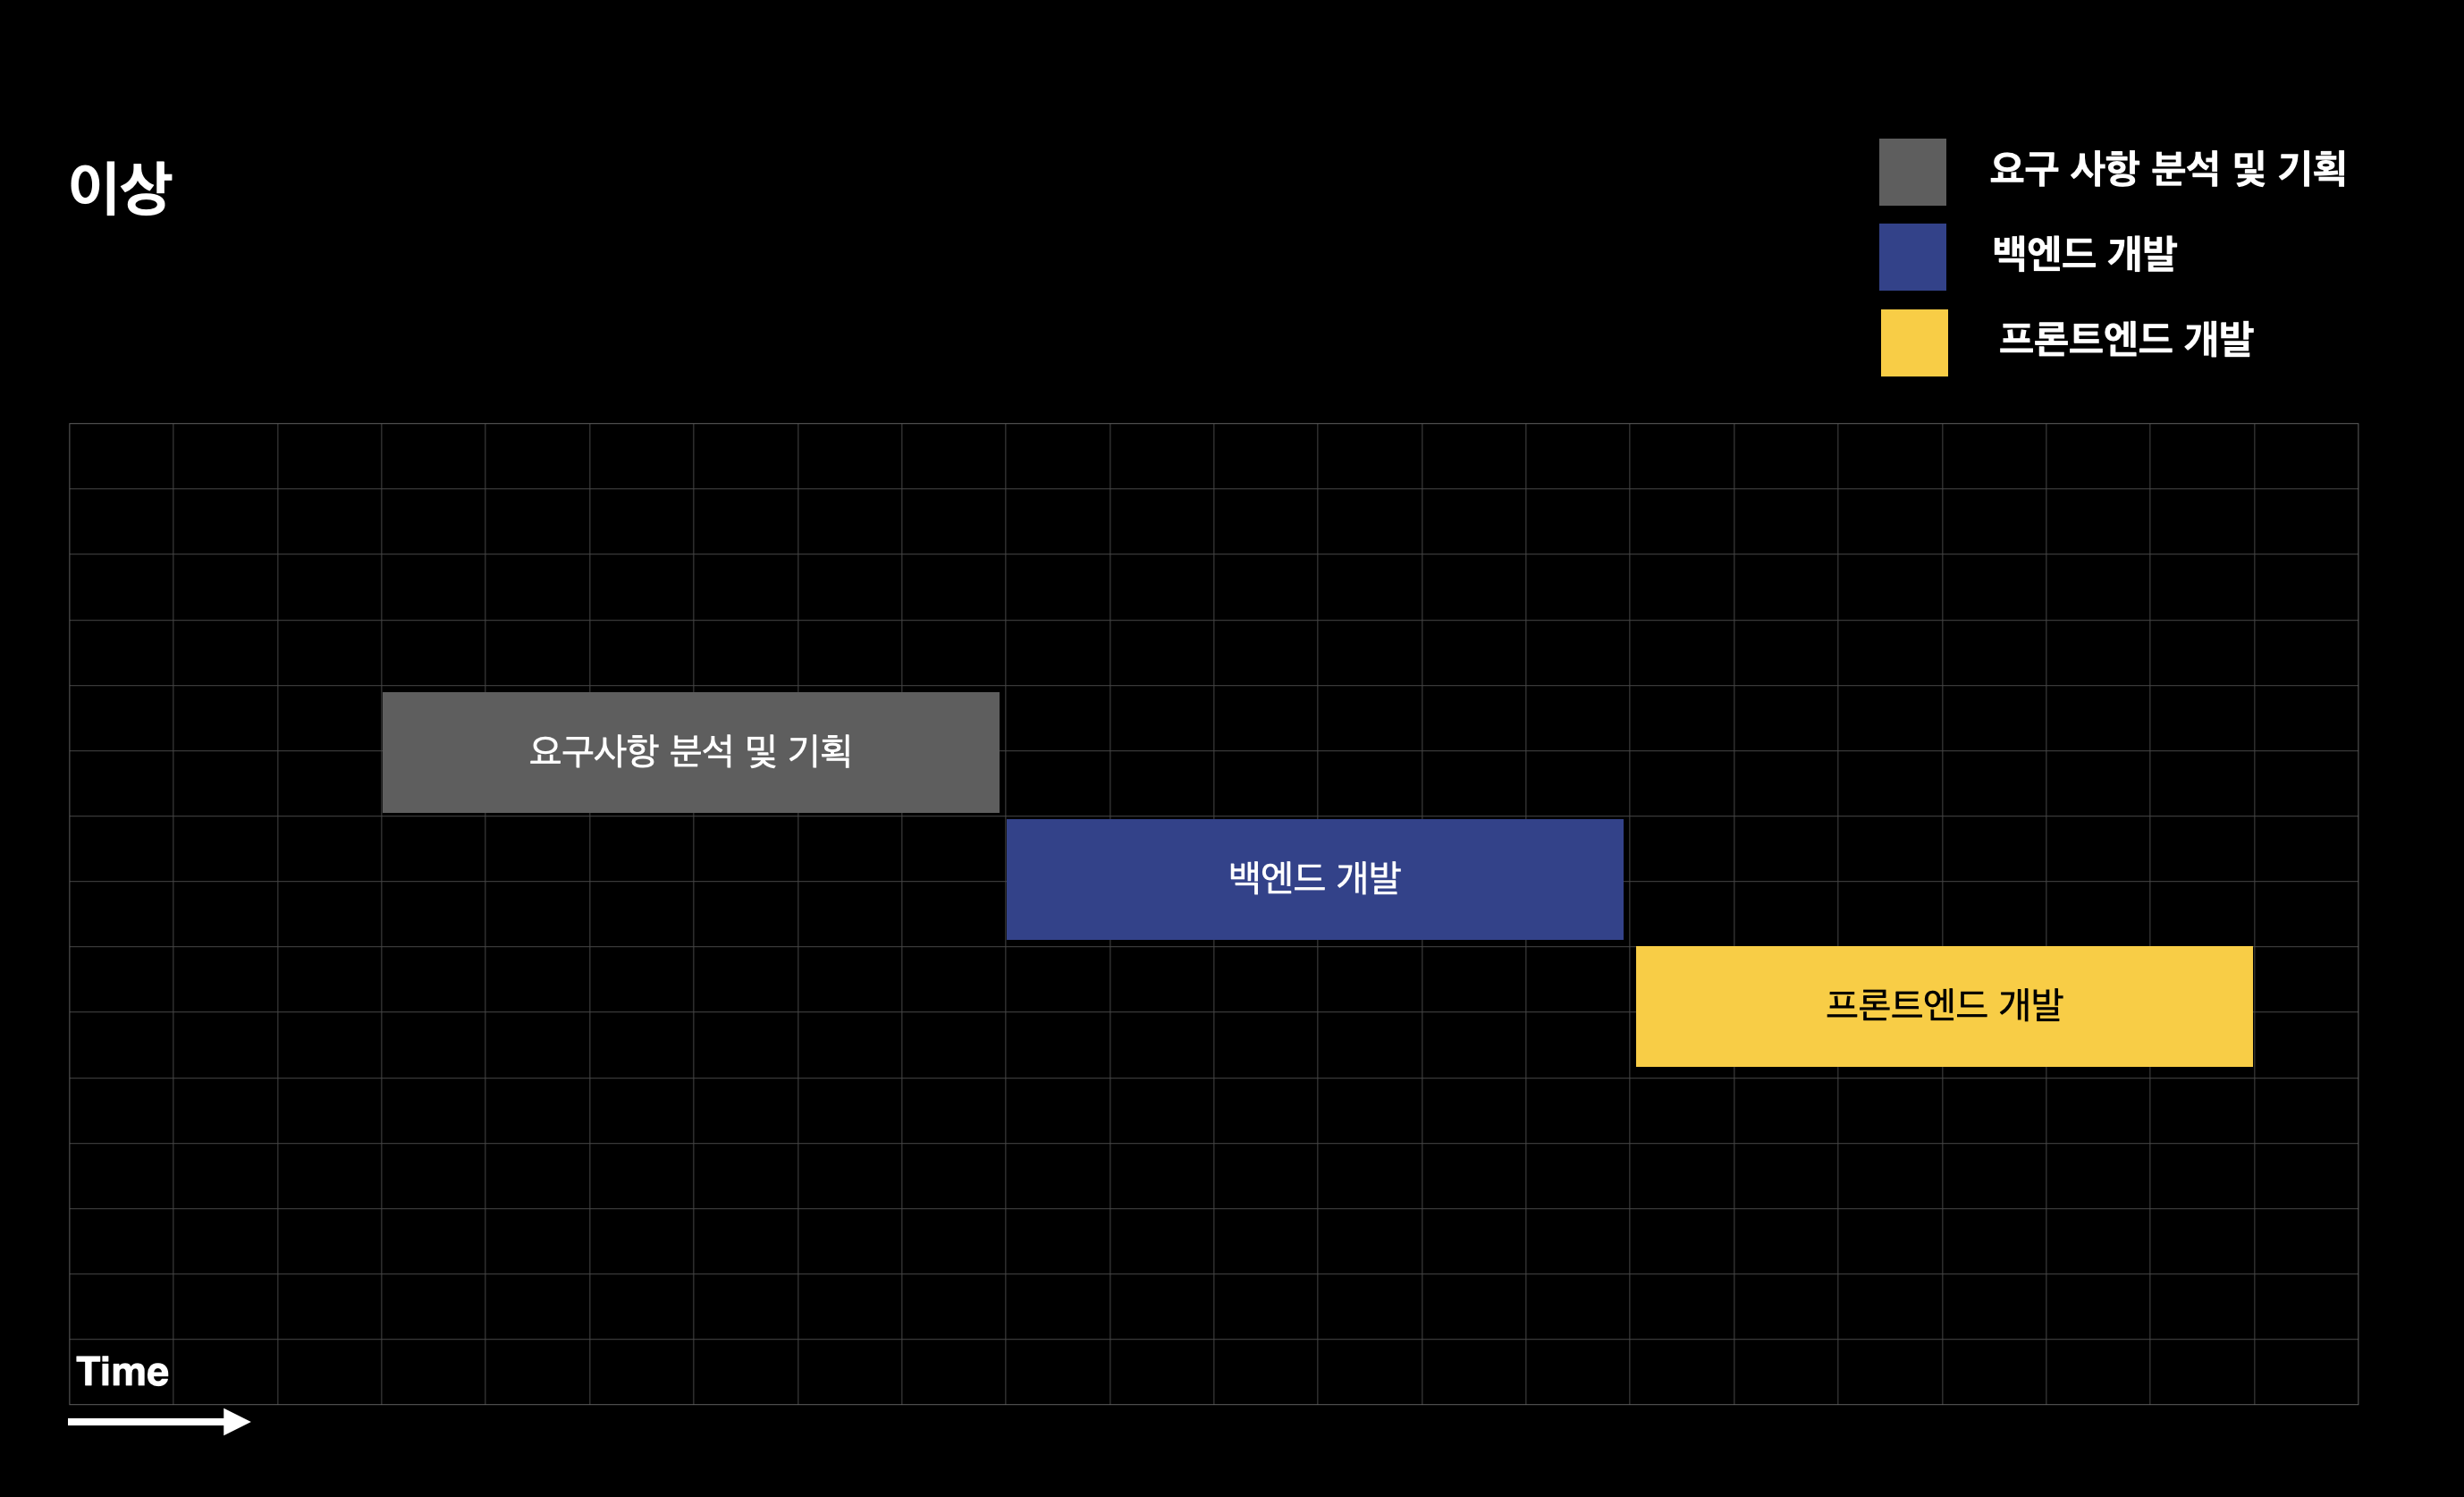 이상
요구 사항 분석 및 기획
백엔드 개발
프론트엔드 개발
요구사항 분석 및 기획
백엔드 개발
프론트엔드 개발
Time